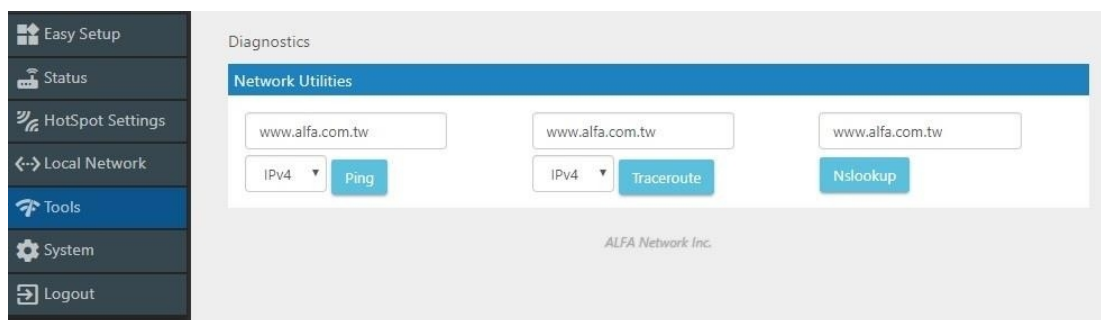 Easy Setup
Status
HotSpot Settings
Local Network
Tools
System
Logout
Diagnostics
Network Utilities
www.alfa.com.tw
www.alfa.com.tw
www.alfa.com.tw
IPv4 Ping
IPv4 Traceroute
Nslookup
ALFA Network Inc.